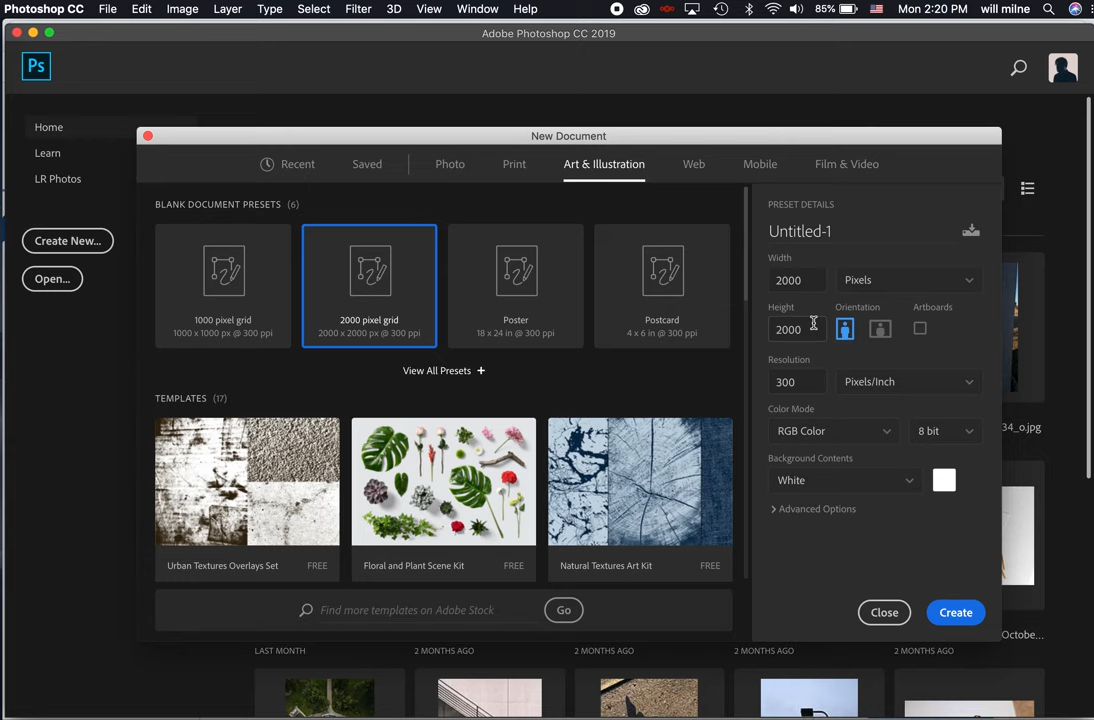 Photoshop CC File Edit Image Layer Type Select Filter 3D View Window Help 85% Mon 2:20 PM will milne
Adobe Photoshop CC 2019
Ps
Home
Learn
LR Photos
Create New...
Open...
New Document
Recent Saved Photo Print Art & Illustration Web Mobile Film & Video
BLANK DOCUMENT PRESETS (6)
1000 pixel grid
1000 x 1000 px @ 300 ppi
2000 pixel grid
2000 x 2000 px @ 300 ppi
Poster
18 x 24 in @ 300 ppi
Postcard
4 x 6 in @ 300 ppi
View All Presets +
TEMPLATES (17)
Urban Textures Overlays Set FREE
Floral and Plant Scene Kit FREE
Natural Textures Art Kit FREE
Find more templates on Adobe Stock Go
PRESET DETAILS
Untitled-1
Width
2000 Pixels
Height Orientation Artboards
2000
Resolution
300 Pixels/Inch
Color Mode
RGB Color 8 bit
Background Contents
White
Advanced Options
Close Create
34_o.jpg
Octobe...
LAST MONTH 2 MONTHS AGO 2 MONTHS AGO 2 MONTHS AGO 2 MONTHS AGO